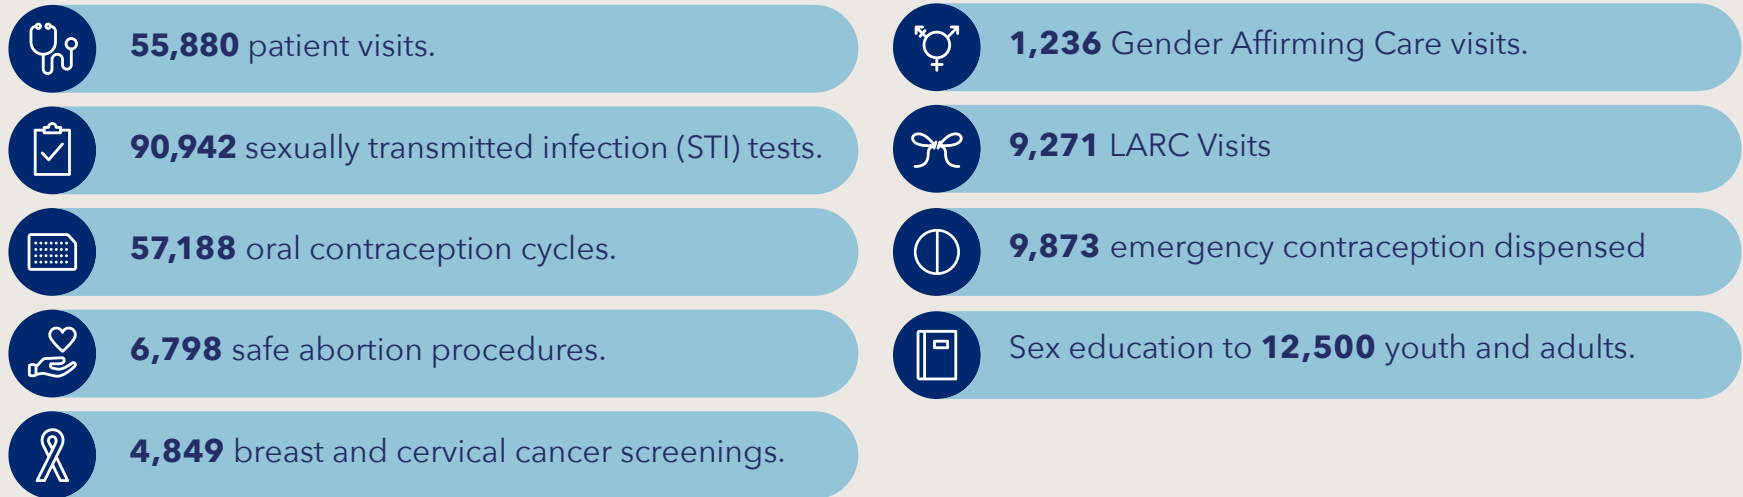 55,880 patient visits.
90,942 sexually transmitted infection (STI) tests.
57,188 oral contraception cycles.
6,798 safe abortion procedures.
4,849 breast and cervical cancer screenings.
1,236 Gender Affirming Care visits.
9,271 LARC Visits
9,873 emergency contraception dispensed
Sex education to 12,500 youth and adults.